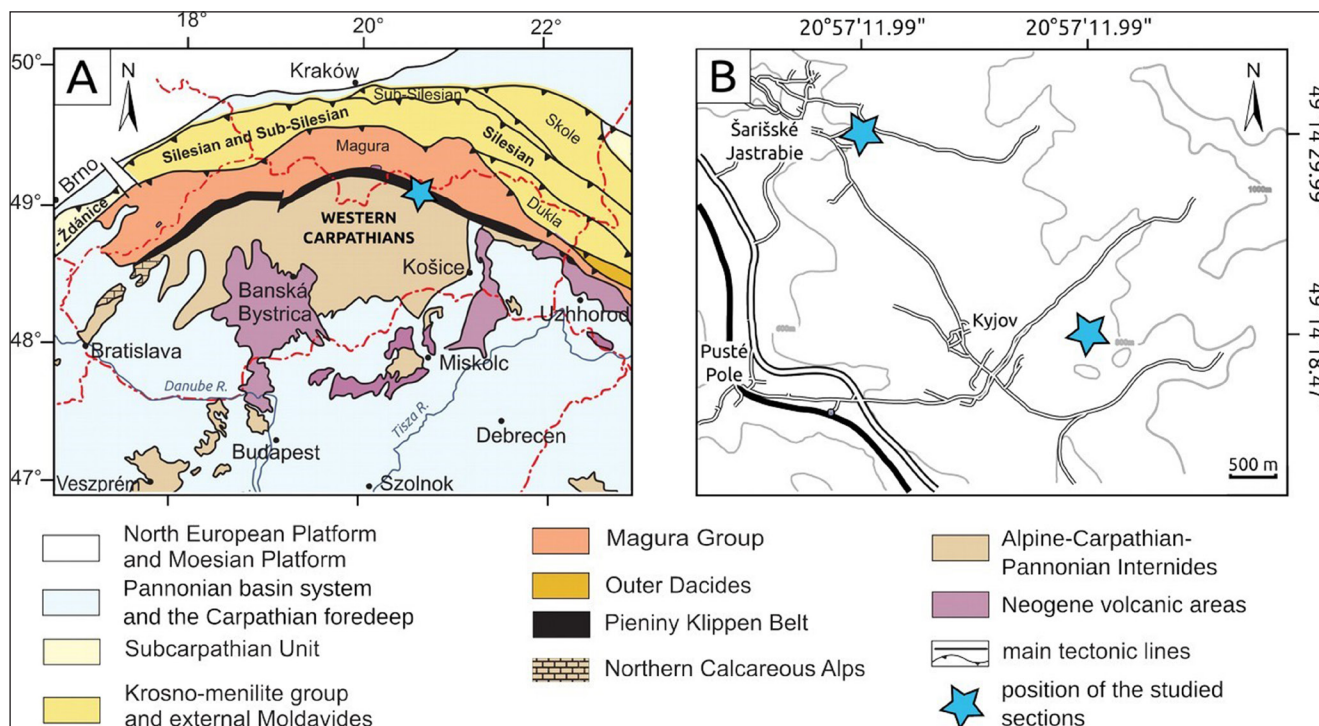 18°
20°
22°
50°
49°
48°
47°
A
N
Kraków
Sub-Silesian
Silesian and Sub-Silesian
Silesian
Skole
Magura
Brno
- Ždánice
Dukla
WESTERN
CARPATHIANS
Košice
Banská
Bystrica
Uzhhorod
Bratislava
Miskolc
Danube R.
Tisza R.
Debrecen
Budapest
Veszprém
Szolnok
20°57'11.99"
20°57'11.99"
B
N
Šarišské
Jastrabie
49 14 29.99
1000m
600m
Kyjov
800m
49 14 18.47
Pusté
Pole
500 m
North European Platform
and Moesian Platform
Pannonian basin system
and the Carpathian foredeep
Subcarpathian Unit
Krosno-menilite group
and external Moldavides
Magura Group
Outer Dacides
Pieniny Klippen Belt
Northern Calcareous Alps
Alpine-Carpathian-
Pannonian Internides
Neogene volcanic areas
main tectonic lines
position of the studied
sections